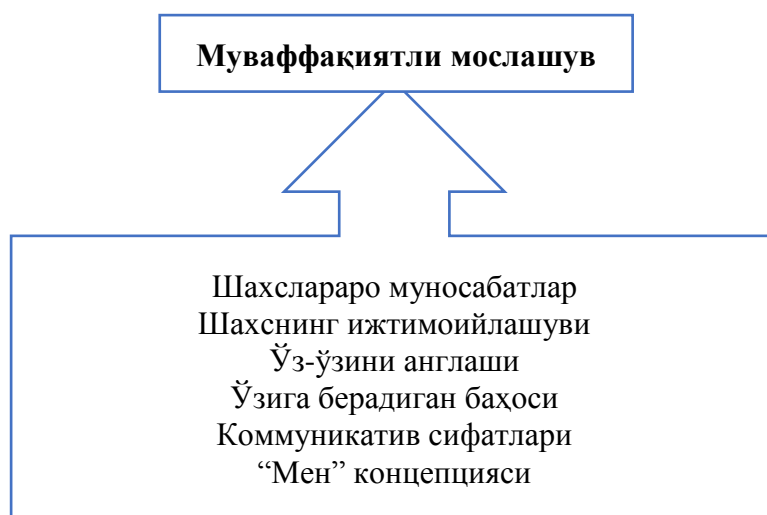 Муваффақиятли мослашув
Шахслараро муносабатлар
Шахснинг ижтимоийлашуви
Ўз-ўзини англаши
Ўзига берадиган баҳоси
Коммуникатив сифатлари
“Мен” концепцияси